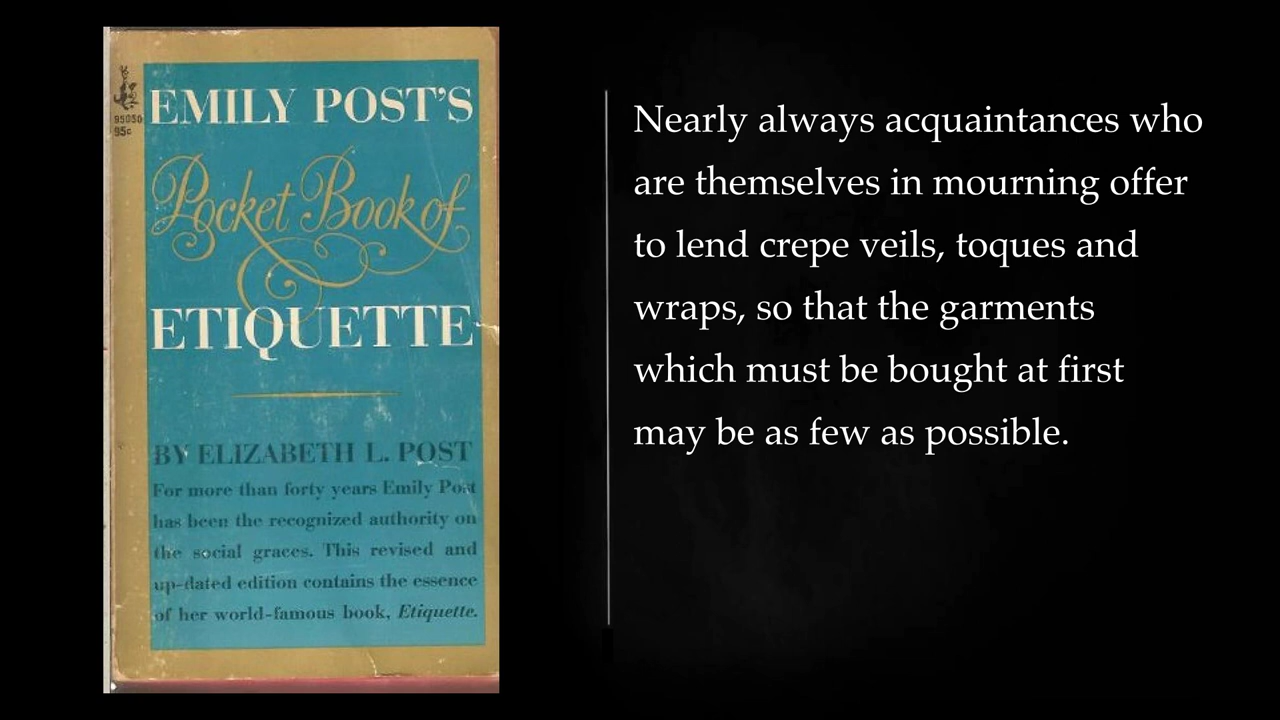 95050
95c
EMILY POST'S
Pocket Book of
ETIQUETTE
BY ELIZABETH L. POST
For more than forty years Emily Post
has been the recognized authority on
the social graces. This revised and
up-dated edition contains the essence
of her world-famous book, Etiquette.
Nearly always acquaintances who
are themselves in mourning offer
to lend crepe veils, toques and
wraps, so that the garments
which must be bought at first
may be as few as possible.